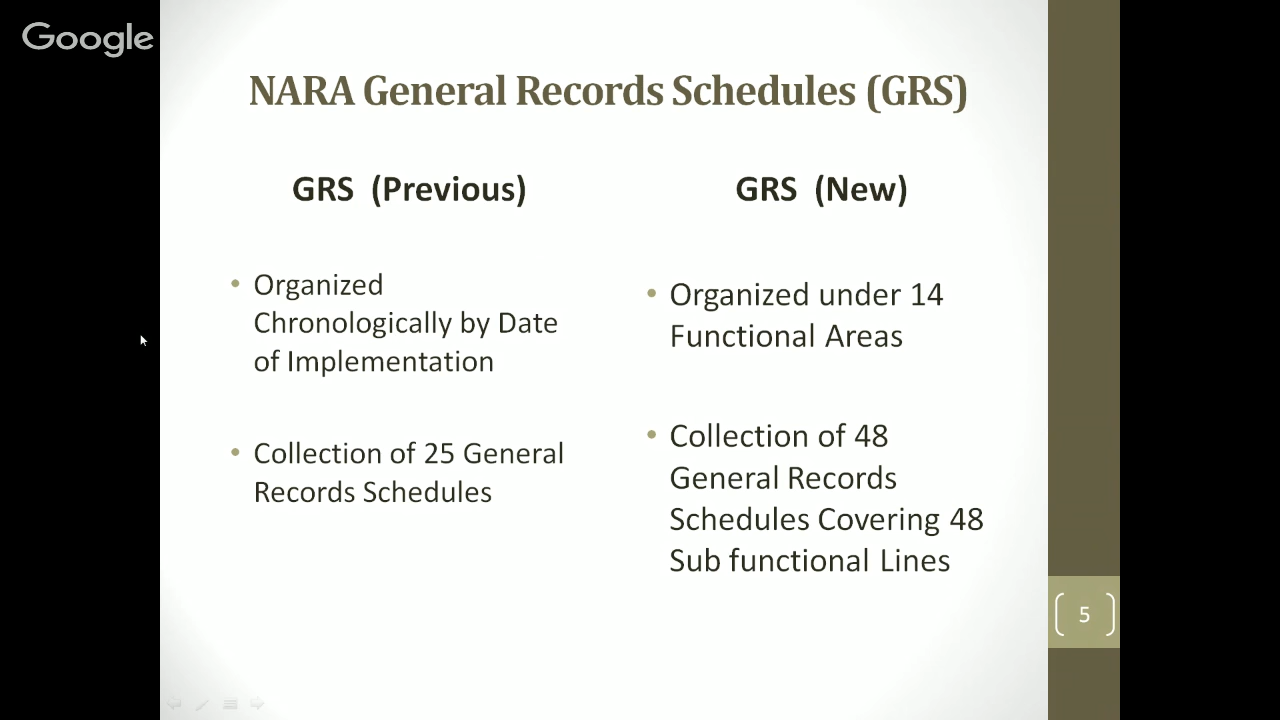 Google
NARA General Records Schedules (GRS)
GRS (Previous)
• Organized
Chronologically by Date
of Implementation
• Collection of 25 General
Records Schedules
GRS (New)
• Organized under 14
Functional Areas
• Collection of 48
General Records
Schedules Covering 48
Sub functional Lines
5